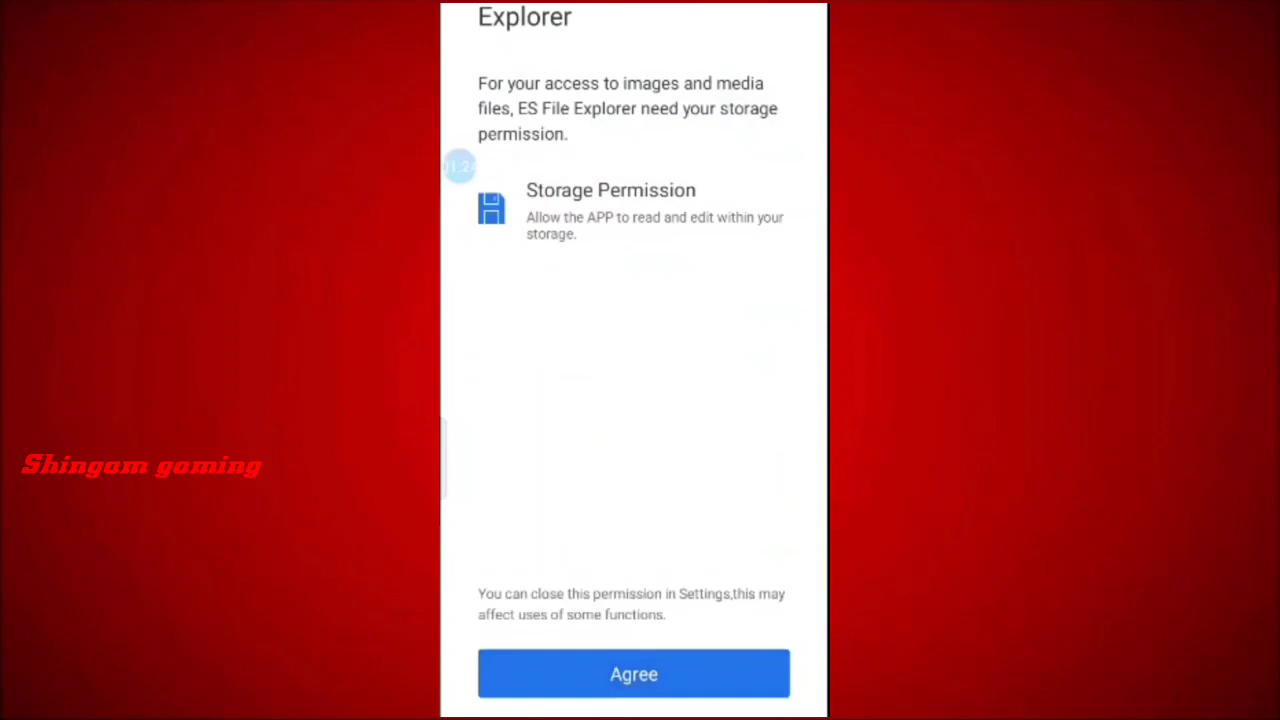 Explorer
For your access to images and media
files, ES File Explorer need your storage
permission.
Storage Permission
Allow the APP to read and edit within your
storage.
Shingam gaming
You can close this permission in Settings,this may
affect uses of some functions.
Agree